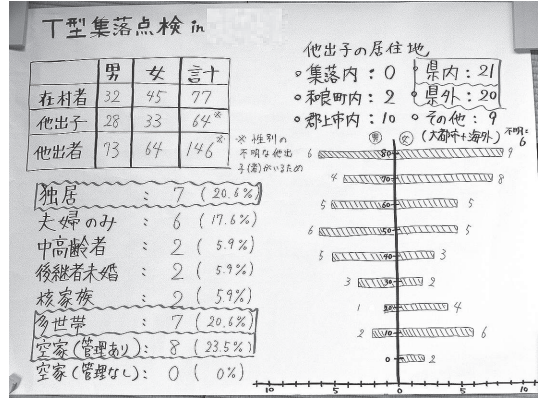 T型集落点検 in
男 女 計
在村者 32 45 77
他出子 28 33 64※
他出者 73 64 146※
※ 性別の
不明な他出
子(者)がいるため
他出子の居住地
◦集落内：0 ◦県内：21
◦和良町内：2 ◦県外：20
◦郡上市内：10 ◦その他：9
(大都市+海外) 不明：6
独居 ： 7 (20.6%)
夫婦のみ ： 6 (17.6%)
中高齢者 ： 2 (5.9%)
後継者未婚 ： 2 (5.9%)
核家族 ： 2 (5.9%)
多世帯 ： 7 (20.6%)
空家(管理あり) ： 8 (23.5%)
空家(管理なし) ： 0 (0%)
男 女
6 80 9
4 70 8
5 60 5
6 50 5
5 40 3
3 30 2
1 20 4
2 10 6
0 2
10 5 0 5 10